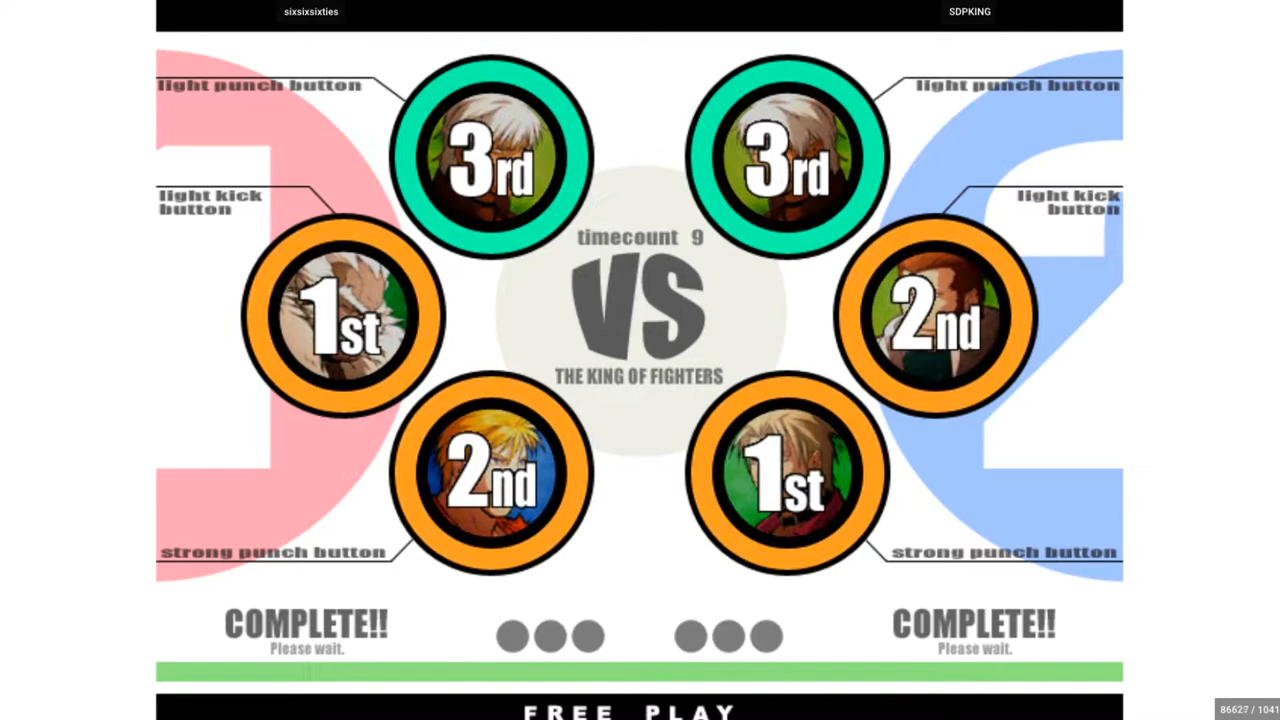 sixsixsixties
SDPKING
light punch button
light punch button
3rd
3rd
light kick
button
light kick
button
timecount 9
VS
THE KING OF FIGHTERS
1st
2nd
2nd
1st
strong punch button
strong punch button
COMPLETE!!
Please wait.
COMPLETE!!
Please wait.
FREE PLAY
86627 / 1041